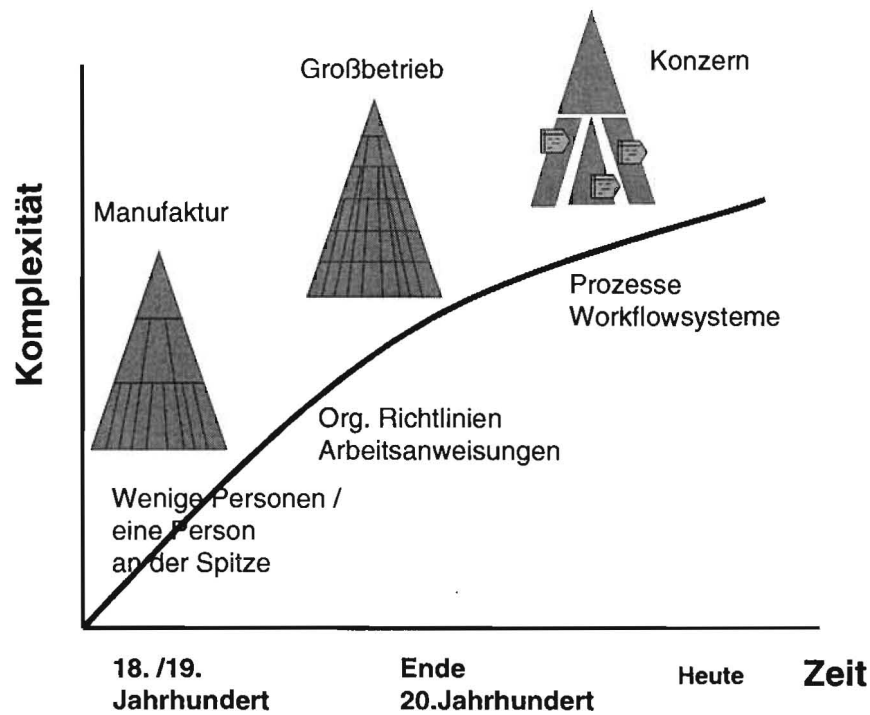 Komplexität
Manufaktur
Großbetrieb
Konzern
Wenige Personen /
eine Person
an der Spitze
Org. Richtlinien
Arbeitsanweisungen
Prozesse
Workflowsysteme
18. /19.
Jahrhundert
Ende
20.Jahrhundert
Heute
Zeit